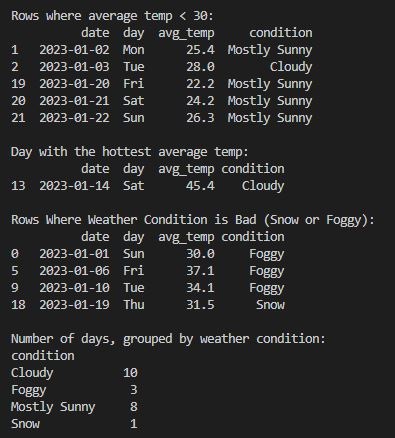 Rows where average temp < 30:
          date  day  avg_temp     condition
1   2023-01-02  Mon      25.4  Mostly Sunny
2   2023-01-03  Tue      28.0        Cloudy
19  2023-01-20  Fri      22.2  Mostly Sunny
20  2023-01-21  Sat      24.2  Mostly Sunny
21  2023-01-22  Sun      26.3  Mostly Sunny
Day with the hottest average temp:
          date  day  avg_temp condition
13  2023-01-14  Sat      45.4    Cloudy
Rows Where Weather Condition is Bad (Snow or Foggy):
          date  day  avg_temp condition
0   2023-01-01  Sun      30.0     Foggy
5   2023-01-06  Fri      37.1     Foggy
9   2023-01-10  Tue      34.1     Foggy
18  2023-01-19  Thu      31.5      Snow
Number of days, grouped by weather condition:
condition
Cloudy          10
Foggy            3
Mostly Sunny     8
Snow             1